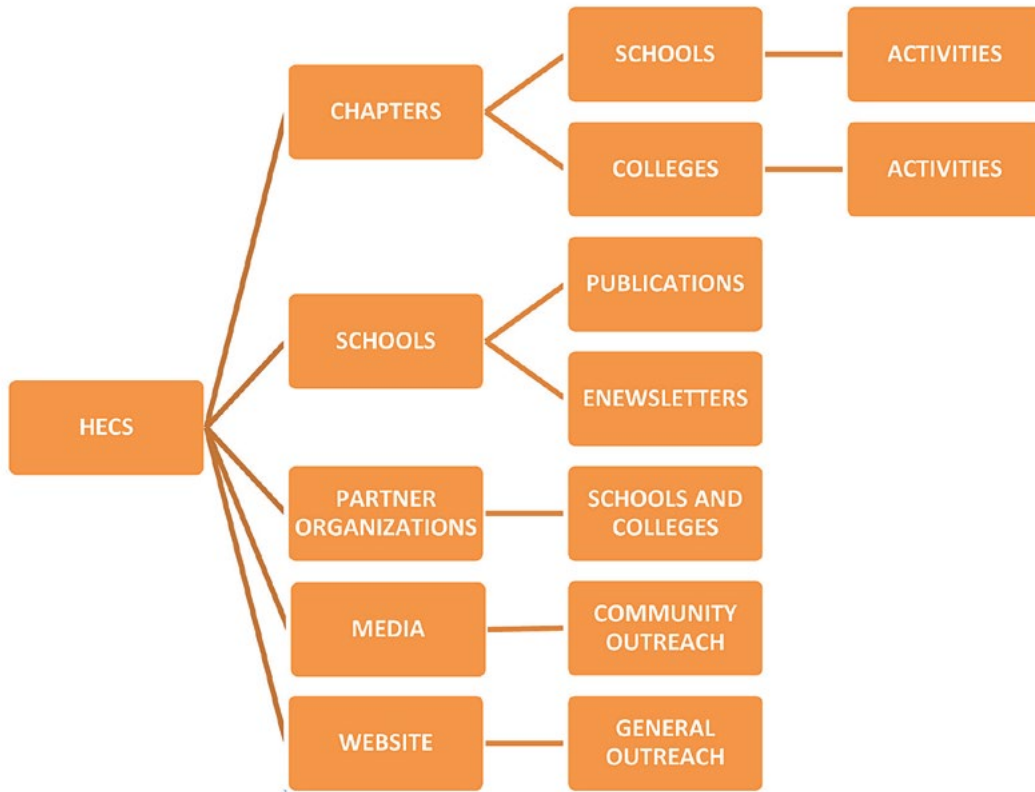 SCHOOLS
ACTIVITIES
CHAPTERS
COLLEGES
ACTIVITIES
PUBLICATIONS
SCHOOLS
ENEWSLETTERS
HECS
PARTNER
ORGANIZATIONS
SCHOOLS AND
COLLEGES
MEDIA
COMMUNITY
OUTREACH
WEBSITE
GENERAL
OUTREACH